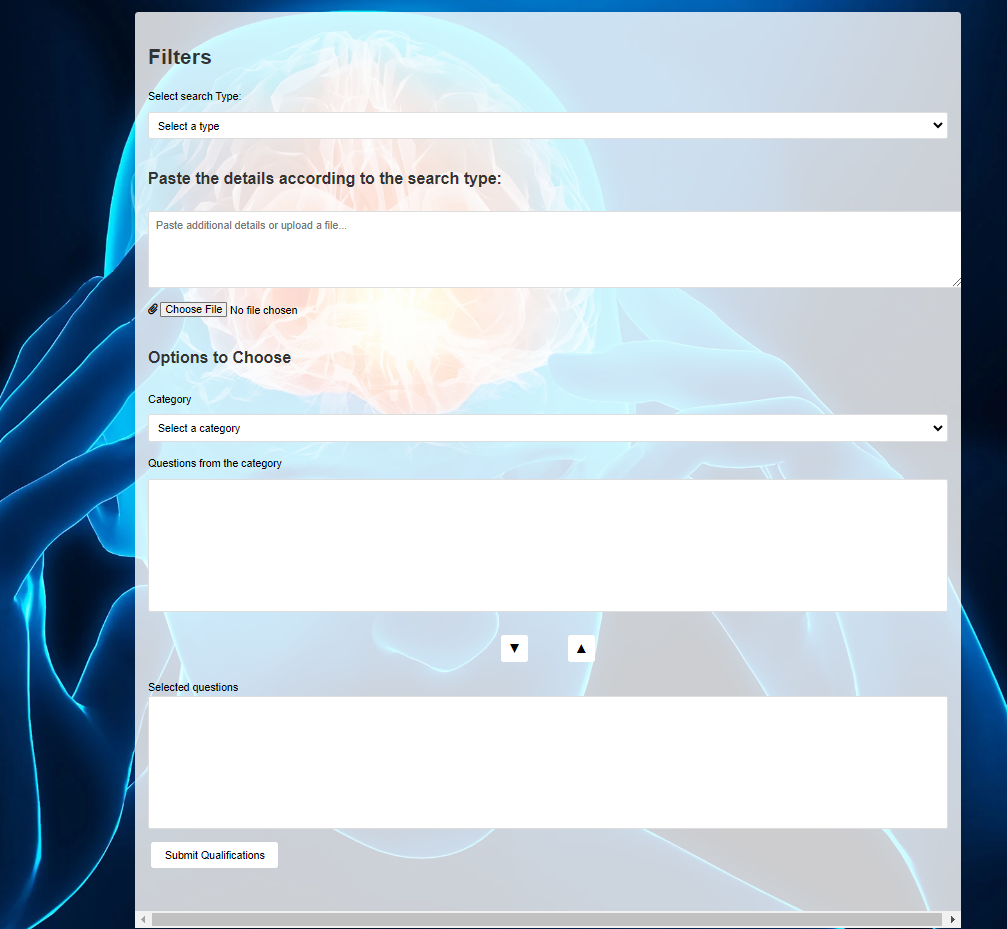 Filters
Select search Type:
Select a type
Paste the details according to the search type:
Paste additional details or upload a file...
Choose File No file chosen
Options to Choose
Category
Select a category
Questions from the category
▼ ▲
Selected questions
Submit Qualifications